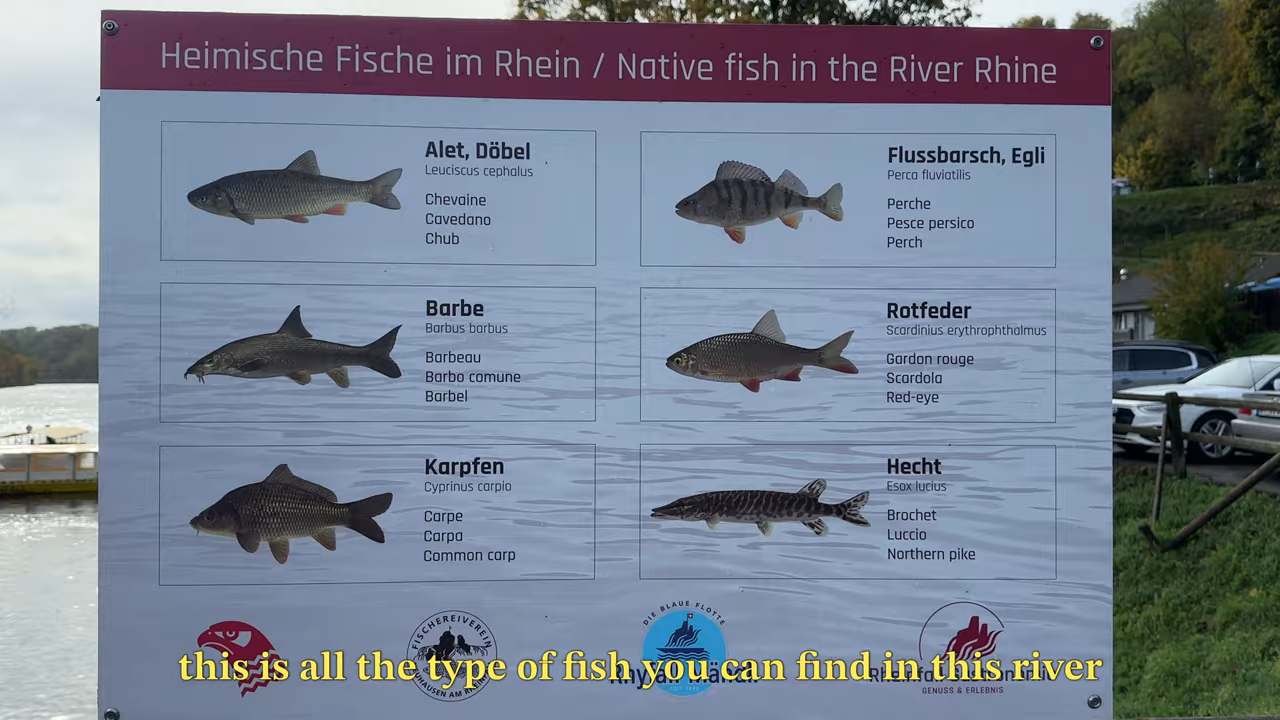 Heimische Fische im Rhein / Native fish in the River Rhine
Alet, Döbel
Leuciscus cephalus
Chevaine
Cavedano
Chub
Flussbarsch, Egli
Perca fluviatilis
Perche
Pesce persico
Perch
Barbe
Barbus barbus
Barbeau
Barbo comune
Barbel
Rotfeder
Scardinius erythrophthalmus
Gardon rouge
Scardola
Red-eye
Karpfen
Cyprinus carpio
Carpe
Carpa
Common carp
Hecht
Esox lucius
Brochet
Luccio
Northern pike
FISCHEREIVEREIN
AM RHEIN
DIE BLAUE FLOTTE
GENUSS & ERLEBNIS
this is all the type of fish you can find in this river